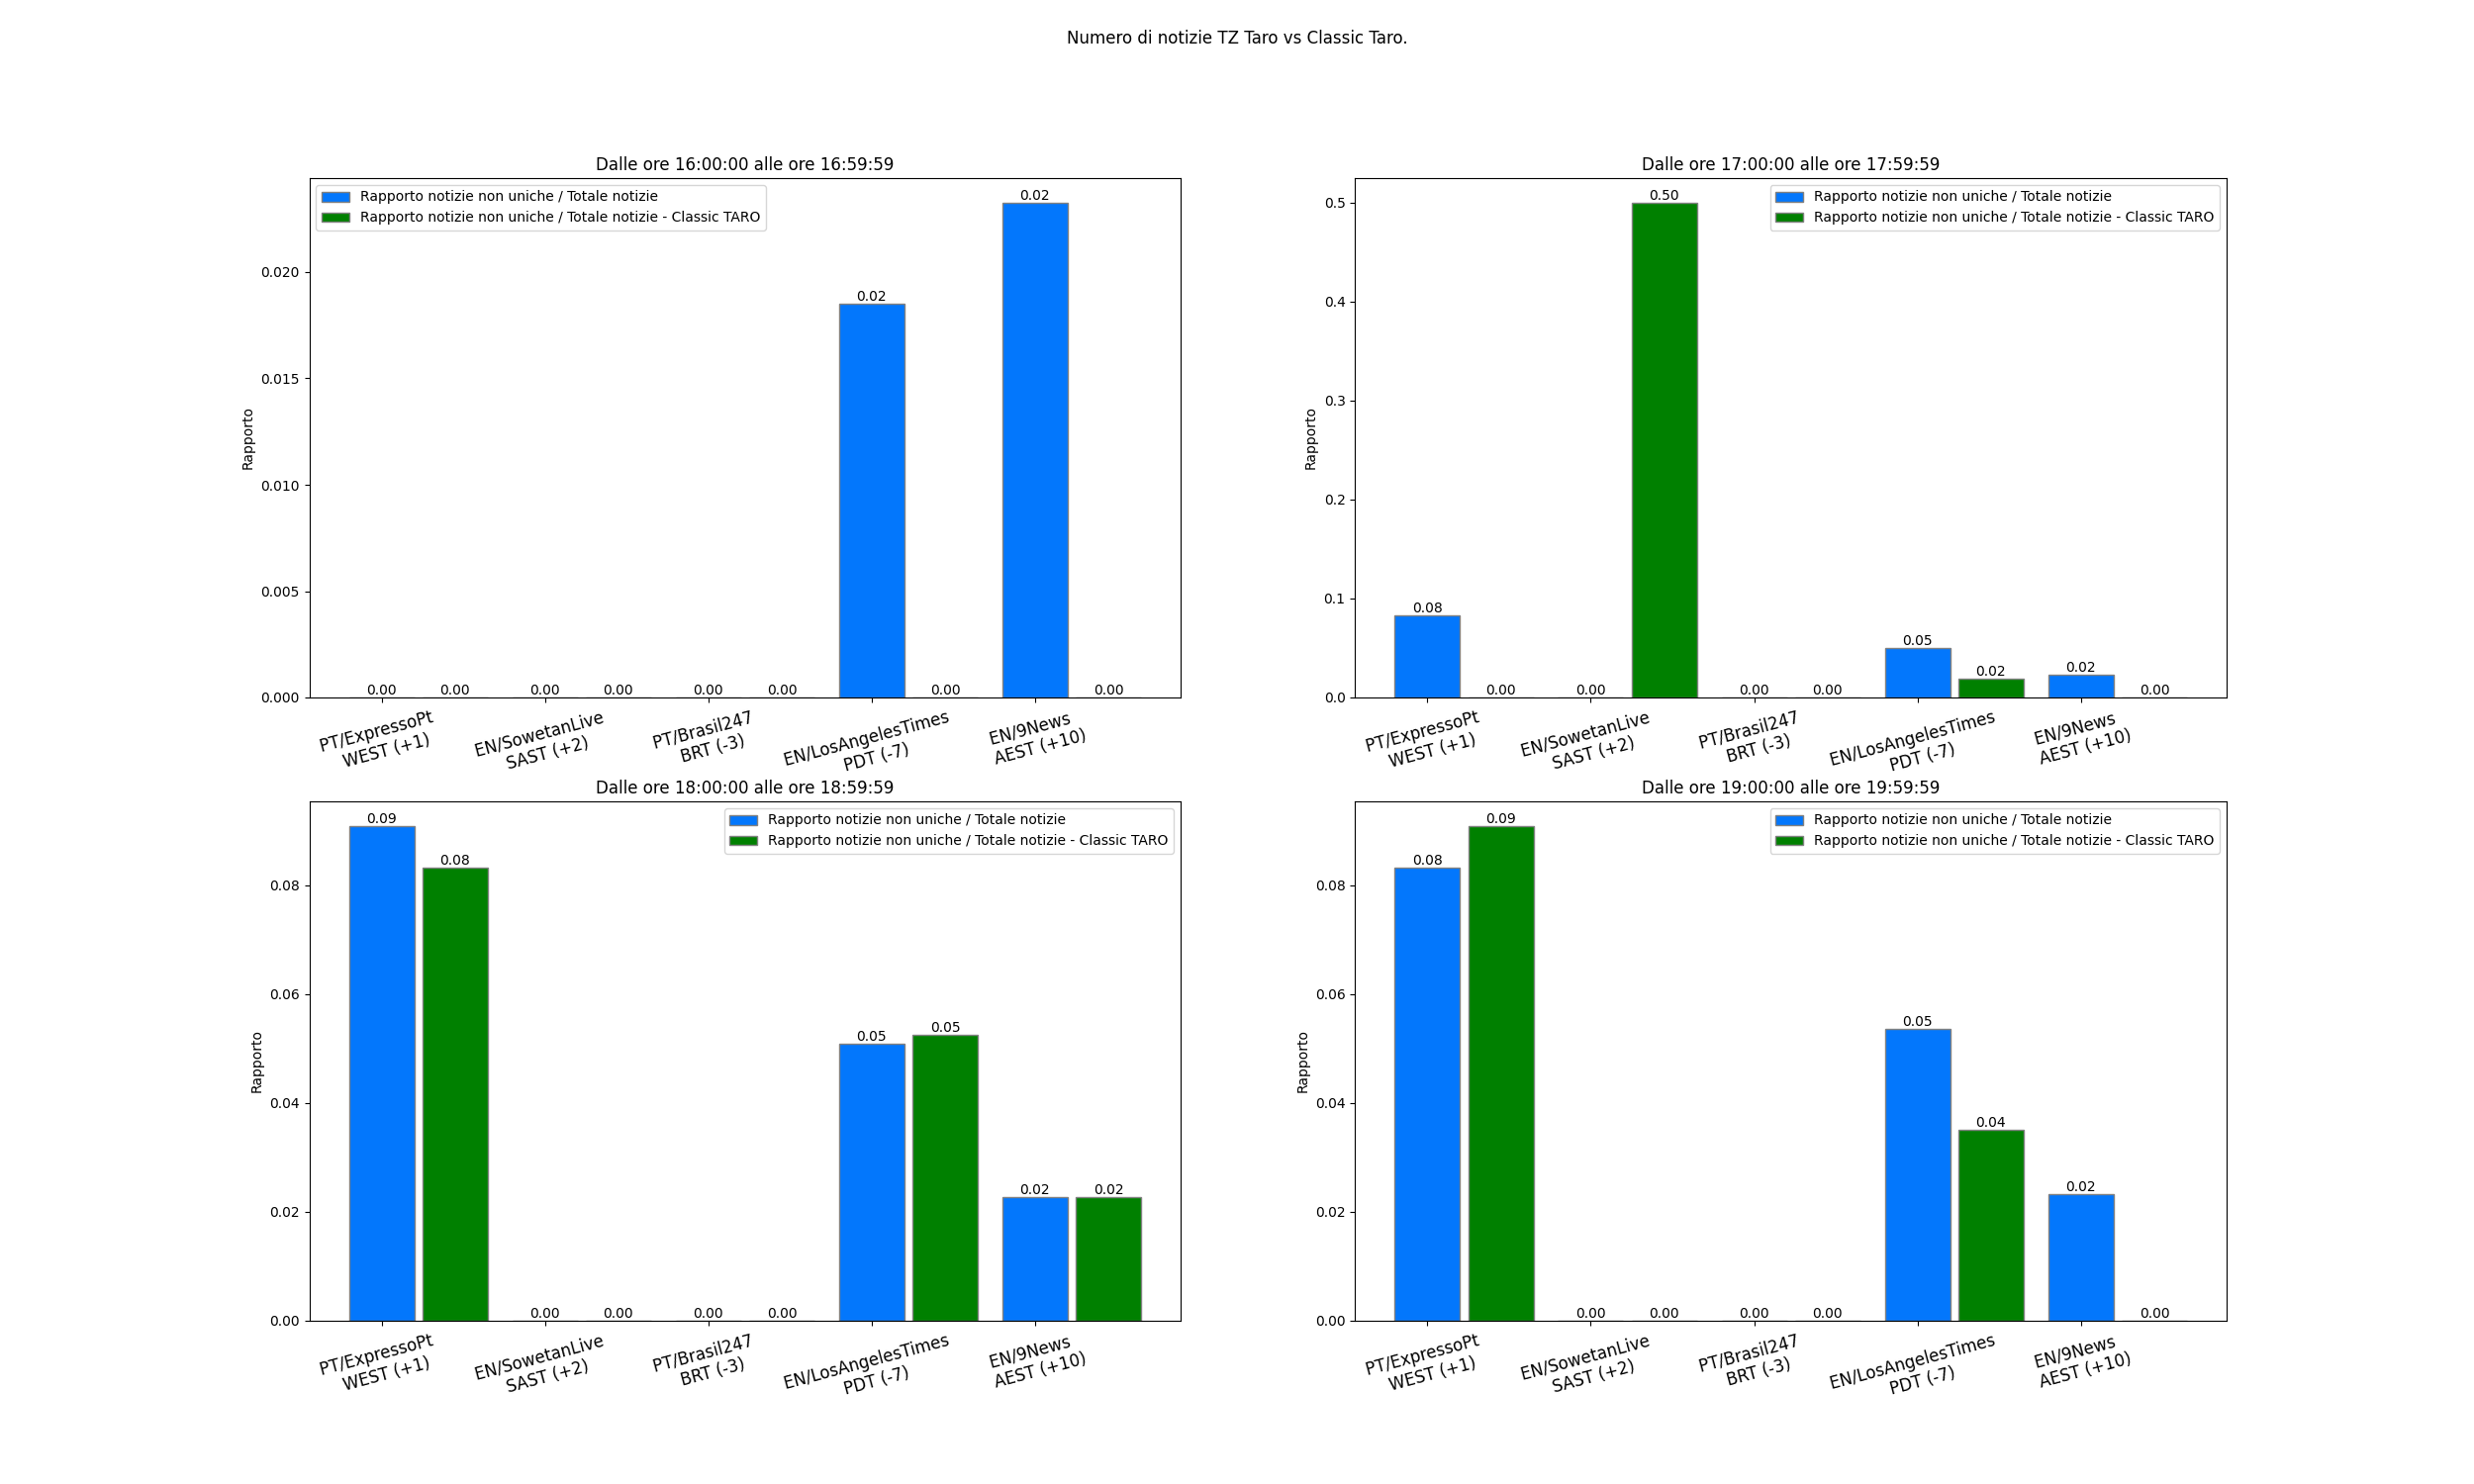 Numero di notizie TZ Taro vs Classic Taro.
Dalle ore 16:00:00 alle ore 16:59:59
Rapporto notizie non uniche / Totale notizie
Rapporto notizie non uniche / Totale notizie - Classic TARO
Rapporto
0.020
0.015
0.010
0.005
0.000
0.00
0.00
0.00
0.00
0.00
0.00
0.02
0.00
0.02
0.00
PT/ExpressoPt
WEST (+1)
EN/SowetanLive
SAST (+2)
PT/Brasil247
BRT (-3)
EN/LosAngelesTimes
PDT (-7)
EN/9News
AEST (+10)
Dalle ore 17:00:00 alle ore 17:59:59
Rapporto notizie non uniche / Totale notizie
Rapporto notizie non uniche / Totale notizie - Classic TARO
Rapporto
0.5
0.4
0.3
0.2
0.1
0.0
0.08
0.00
0.00
0.50
0.00
0.00
0.05
0.02
0.02
0.00
PT/ExpressoPt
WEST (+1)
EN/SowetanLive
SAST (+2)
PT/Brasil247
BRT (-3)
EN/LosAngelesTimes
PDT (-7)
EN/9News
AEST (+10)
Dalle ore 18:00:00 alle ore 18:59:59
Rapporto notizie non uniche / Totale notizie
Rapporto notizie non uniche / Totale notizie - Classic TARO
Rapporto
0.08
0.06
0.04
0.02
0.00
0.09
0.08
0.00
0.00
0.00
0.00
0.05
0.05
0.02
0.02
PT/ExpressoPt
WEST (+1)
EN/SowetanLive
SAST (+2)
PT/Brasil247
BRT (-3)
EN/LosAngelesTimes
PDT (-7)
EN/9News
AEST (+10)
Dalle ore 19:00:00 alle ore 19:59:59
Rapporto notizie non uniche / Totale notizie
Rapporto notizie non uniche / Totale notizie - Classic TARO
Rapporto
0.08
0.06
0.04
0.02
0.00
0.08
0.09
0.00
0.00
0.00
0.00
0.05
0.04
0.02
0.00
PT/ExpressoPt
WEST (+1)
EN/SowetanLive
SAST (+2)
PT/Brasil247
BRT (-3)
EN/LosAngelesTimes
PDT (-7)
EN/9News
AEST (+10)